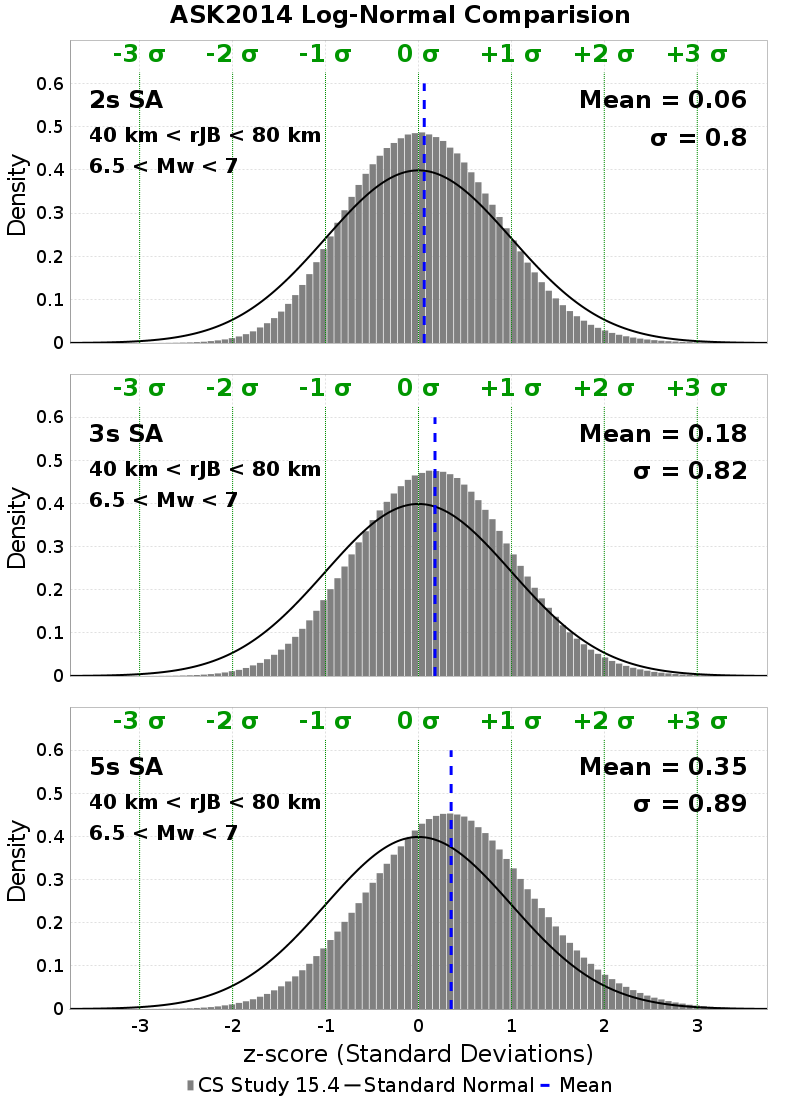 ASK2014 Log-Normal Comparision
-3 σ -2 σ -1 σ 0 σ +1 σ +2 σ +3 σ
2s SA
40 km < rJB < 80 km
6.5 < Mw < 7
Mean = 0.06
σ = 0.8
Density
0.6
0.5
0.4
0.3
0.2
0.1
0
-3 σ -2 σ -1 σ 0 σ +1 σ +2 σ +3 σ
3s SA
40 km < rJB < 80 km
6.5 < Mw < 7
Mean = 0.18
σ = 0.82
Density
0.6
0.5
0.4
0.3
0.2
0.1
0
-3 σ -2 σ -1 σ 0 σ +1 σ +2 σ +3 σ
5s SA
40 km < rJB < 80 km
6.5 < Mw < 7
Mean = 0.35
σ = 0.89
Density
0.6
0.5
0.4
0.3
0.2
0.1
0
-3 -2 -1 0 1 2 3
z-score (Standard Deviations)
CS Study 15.4 Standard Normal Mean